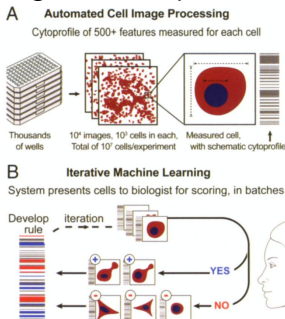 A Automated Cell Image Processing
Cytoprofile of 500+ features measured for each cell
Thousands of wells
10⁴ images, 10³ cells in each,
Total of 10⁷ cells/experiment
Measured cell,
with schematic cytoprofile
B Iterative Machine Learning
System presents cells to biologist for scoring, in batches
Develop
rule
iteration
+ +
YES
- - -
NO